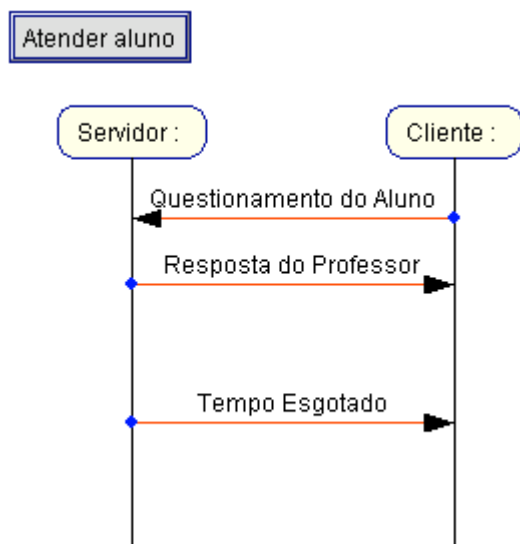 Atender aluno
Servidor :
Cliente :
Questionamento do Aluno
Resposta do Professor
Tempo Esgotado